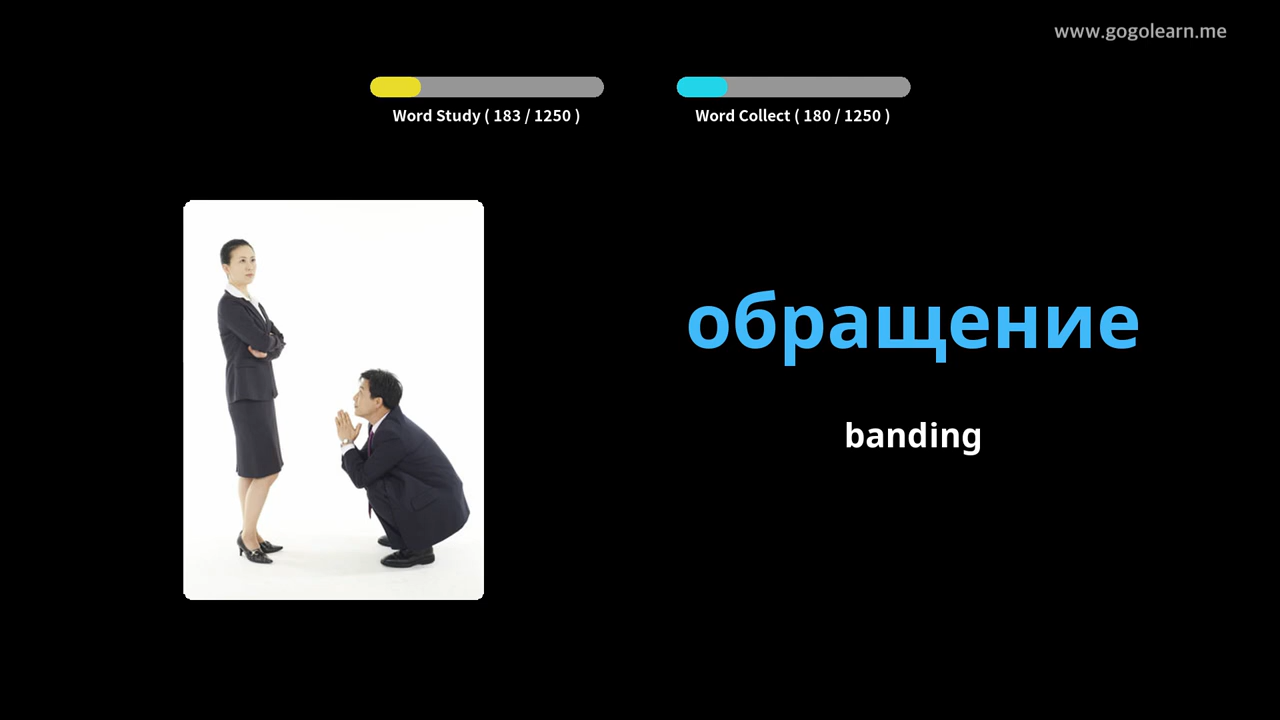 www.gogolearn.me
Word Study ( 183 / 1250 )
Word Collect ( 180 / 1250 )
обращение
banding